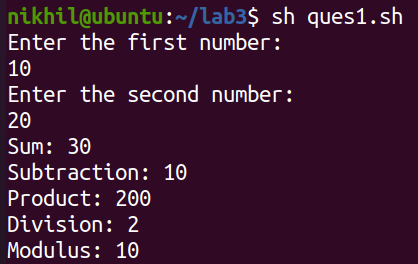 nikhil@ubuntu:~/lab3$ sh ques1.sh
Enter the first number:
10
Enter the second number:
20
Sum: 30
Subtraction: 10
Product: 200
Division: 2
Modulus: 10